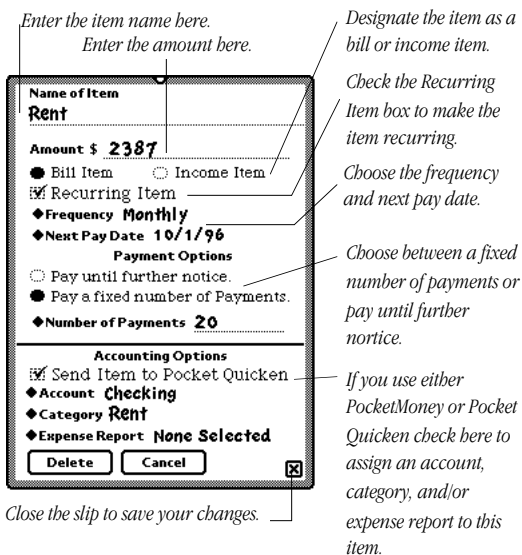 Enter the item name here.
Enter the amount here.
Designate the item as a
bill or income item.
Check the Recurring
Item box to make the
item recurring.
Choose the frequency
and next pay date.
Choose between a fixed
number of payments or
pay until further
nortice.
If you use either
PocketMoney or Pocket
Quicken check here to
assign an account,
category, and/or
expense report to this
item.
Name of Item
Rent
Amount $ 2387
Bill Item Income Item
Recurring Item
Frequency Monthly
Next Pay Date 10/1/96
Payment Options
Pay until further notice.
Pay a fixed number of Payments.
Number of Payments 20
Accounting Options
Send Item to Pocket Quicken
Account Checking
Category Rent
Expense Report None Selected
Delete Cancel
Close the slip to save your changes.